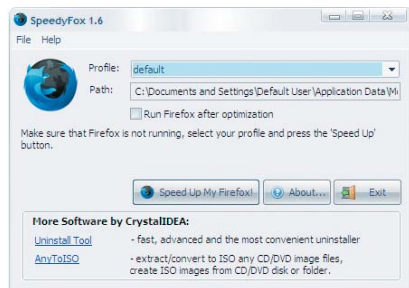 SpeedyFox 1.6
File Help
Profile: default
Path: C:\Documents and Settings\Default User\Application Data\M
Run Firefox after optimization
Make sure that Firefox is not running, select your profile and press the 'Speed Up'
button.
Speed Up My Firefox! About... Exit
More Software by CrystalIDEA:
Uninstall Tool - fast, advanced and the most convenient uninstaller
AnyToISO - extract/convert to ISO any CD/DVD image files,
create ISO images from CD/DVD disk or folder.